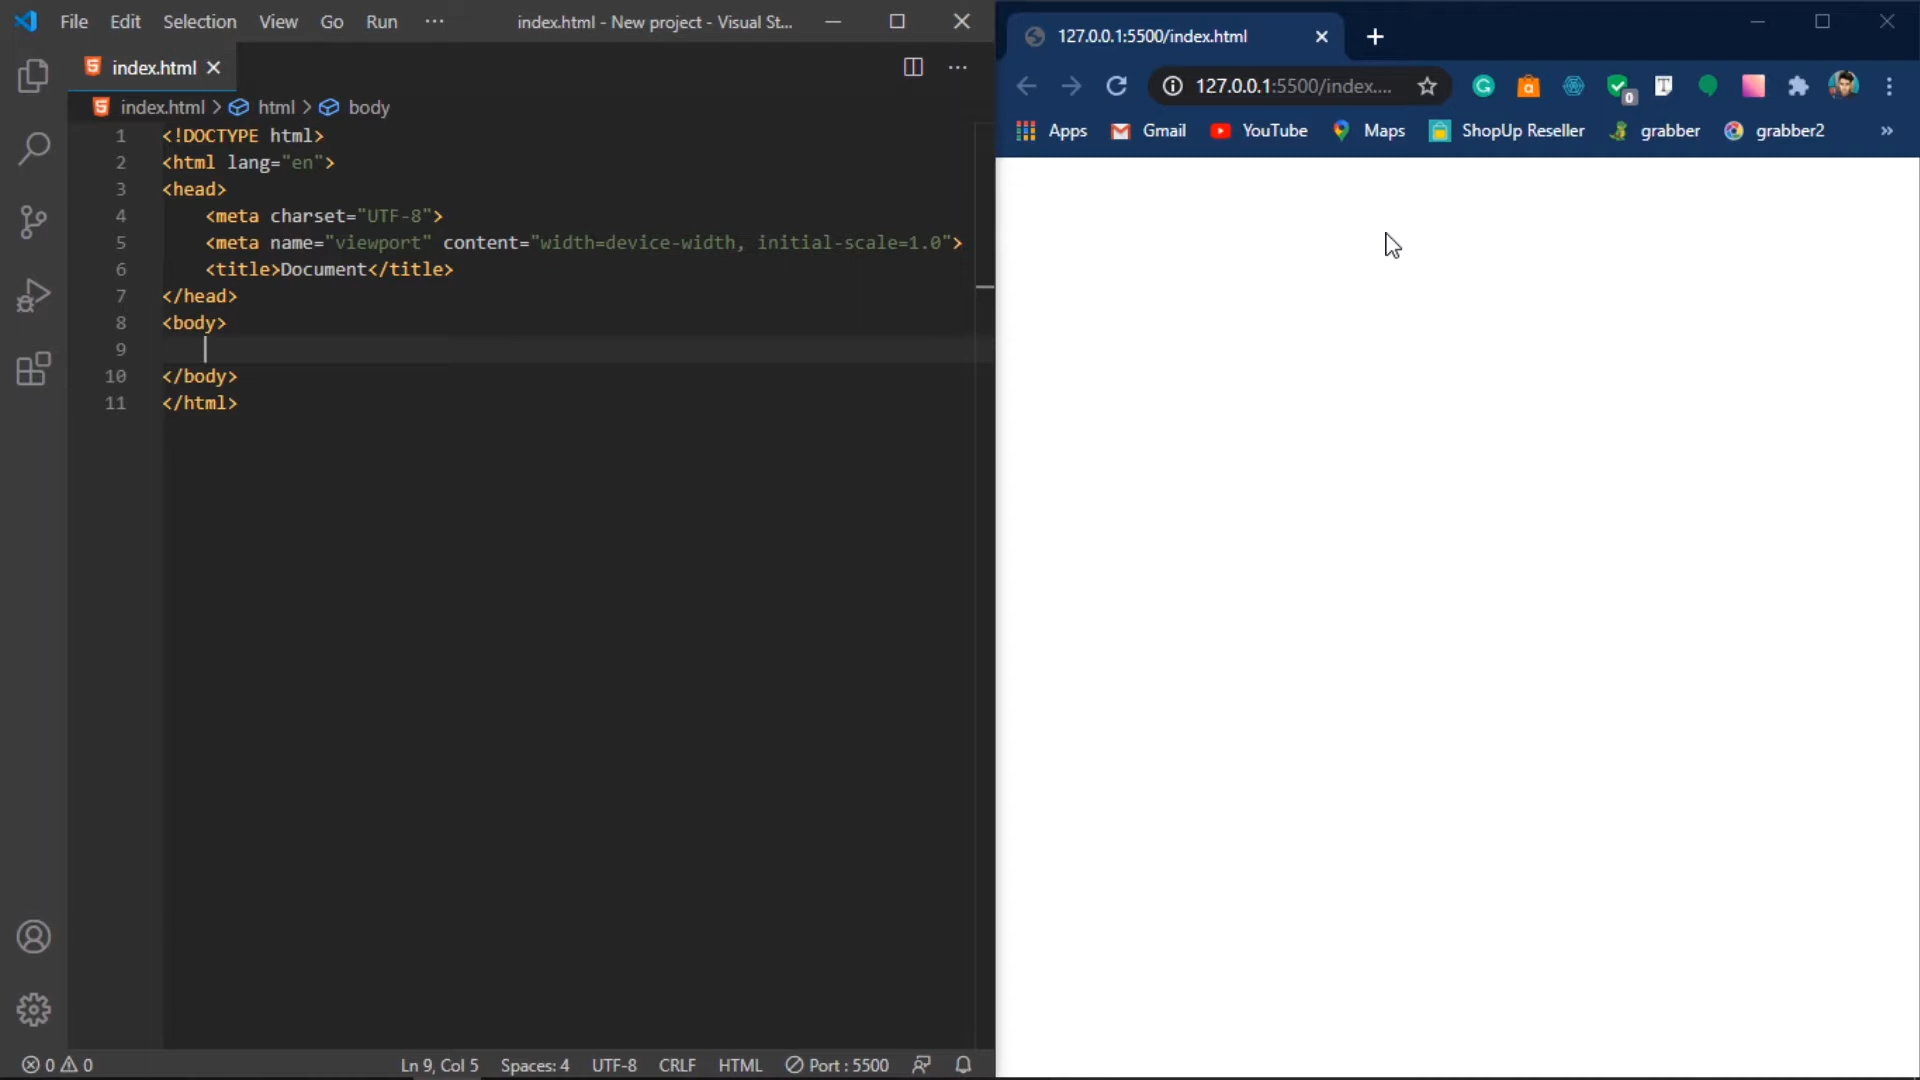 File Edit Selection View Go Run ··· index.html - New project - Visual St...
index.html
index.html > html > body
1 <!DOCTYPE html>
2 <html lang="en">
3 <head>
4 <meta charset="UTF-8">
5 <meta name="viewport" content="width=device-width, initial-scale=1.0">
6 <title>Document</title>
7 </head>
8 <body>
9
10 </body>
11 </html>
0 0 Ln 9, Col 5 Spaces: 4 UTF-8 CRLF HTML Port : 5500
127.0.0.1:5500/index.html
127.0.0.1:5500/index....
0
Apps Gmail YouTube Maps ShopUp Reseller grabber grabber2 »